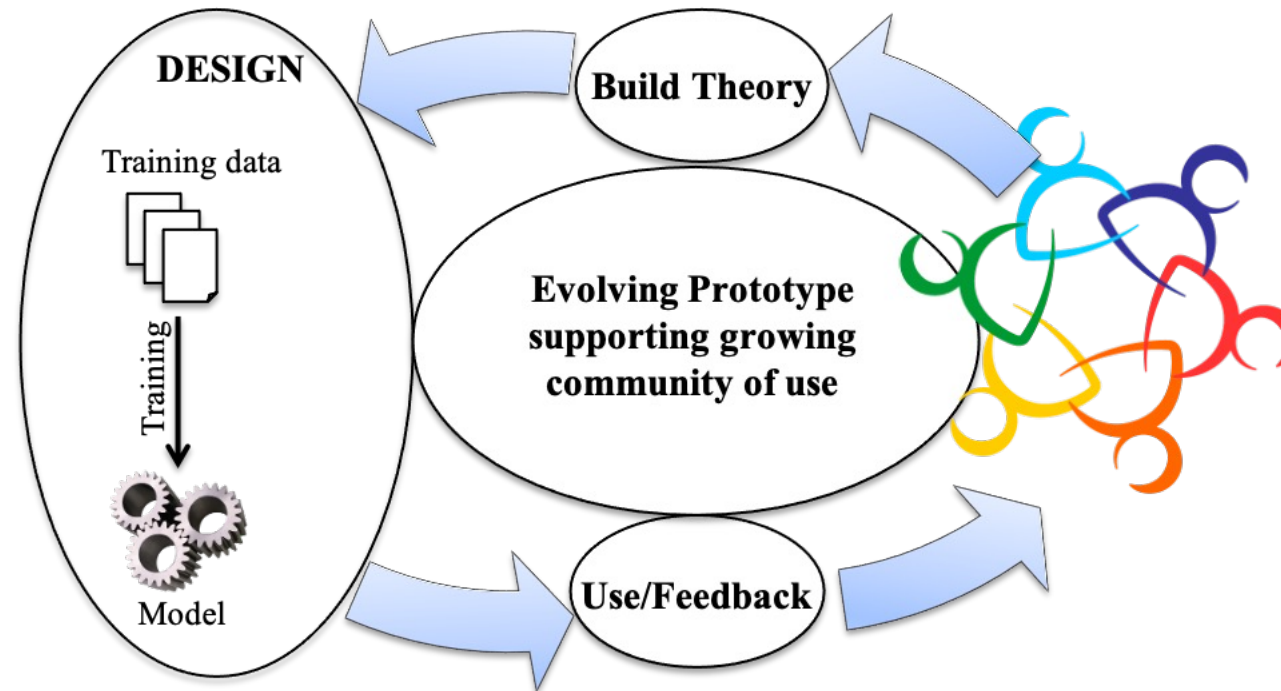 DESIGN
Training data
Training
Model
Build Theory
Evolving Prototype
supporting growing
community of use
Use/Feedback